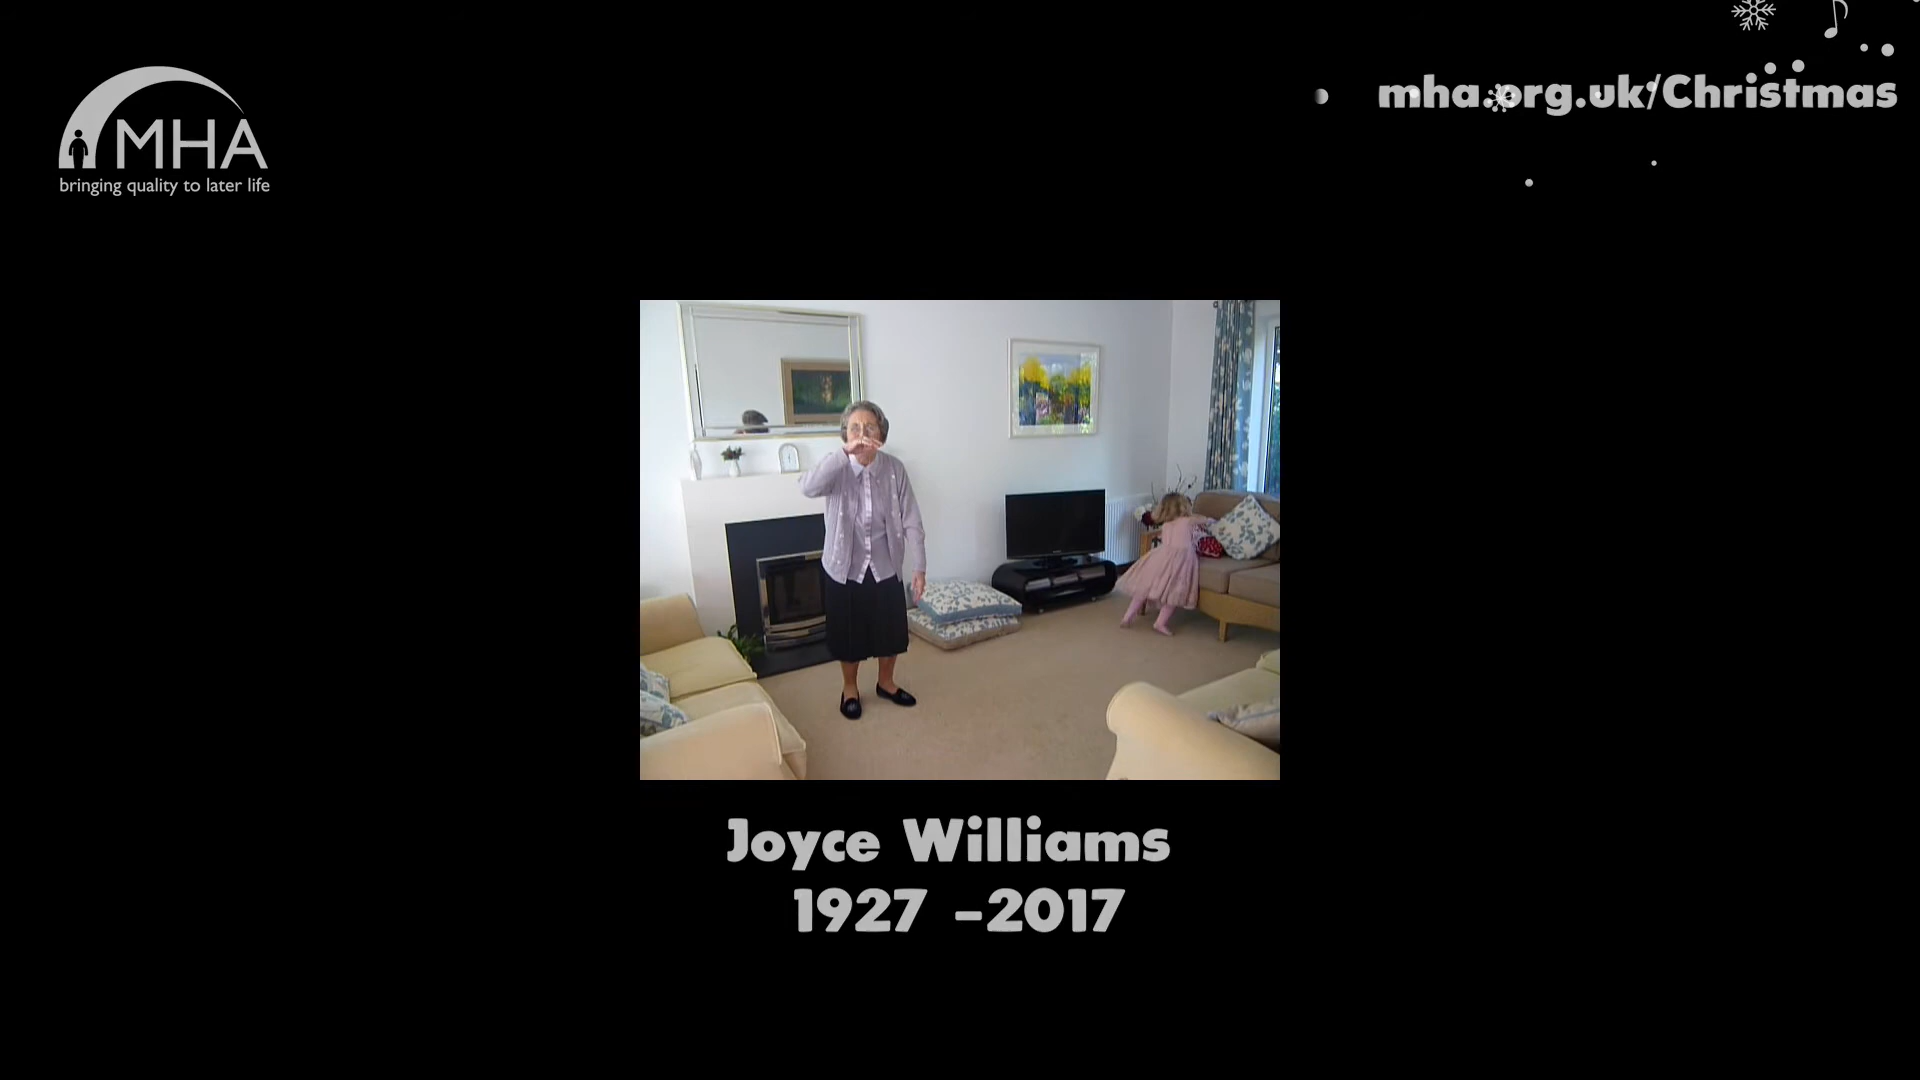 MHA
bringing quality to later life
mha.org.uk/Christmas
Joyce Williams
1927 -2017